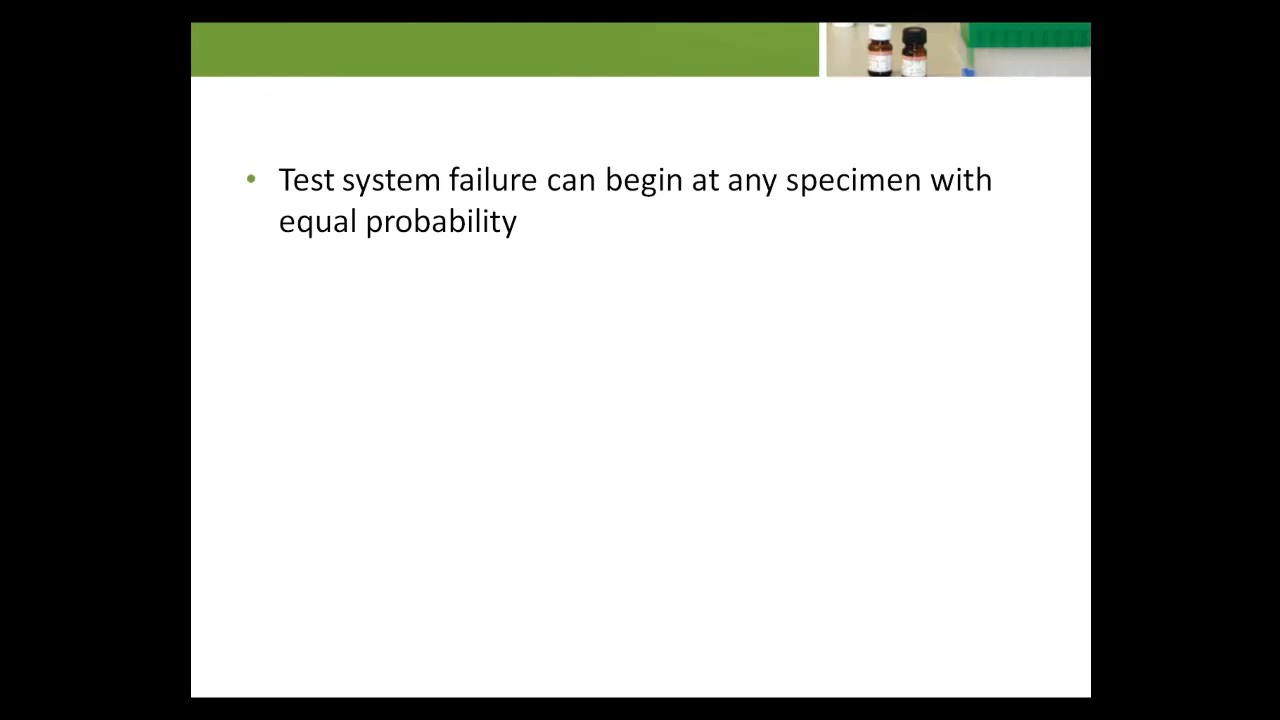 • Test system failure can begin at any specimen with
equal probability